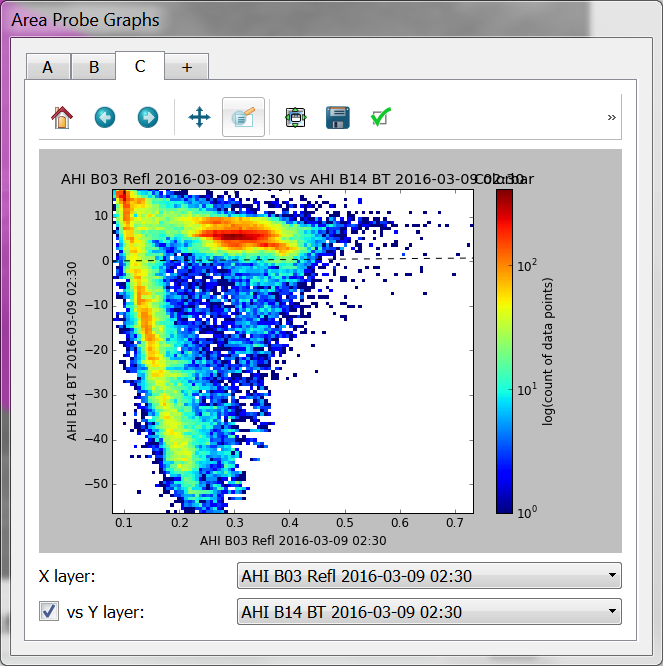 Area Probe Graphs
A B C +
»
AHI B03 Refl 2016-03-09 02:30 vs AHI B14 BT 2016-03-09 02:30 Colorbar
10
0
−10
−20
−30
−40
−50
AHI B14 BT 2016-03-09 02:30
0.1 0.2 0.3 0.4 0.5 0.6 0.7
AHI B03 Refl 2016-03-09 02:30
10²
10¹
10⁰
log(count of data points)
X layer: AHI B03 Refl 2016-03-09 02:30
vs Y layer: AHI B14 BT 2016-03-09 02:30